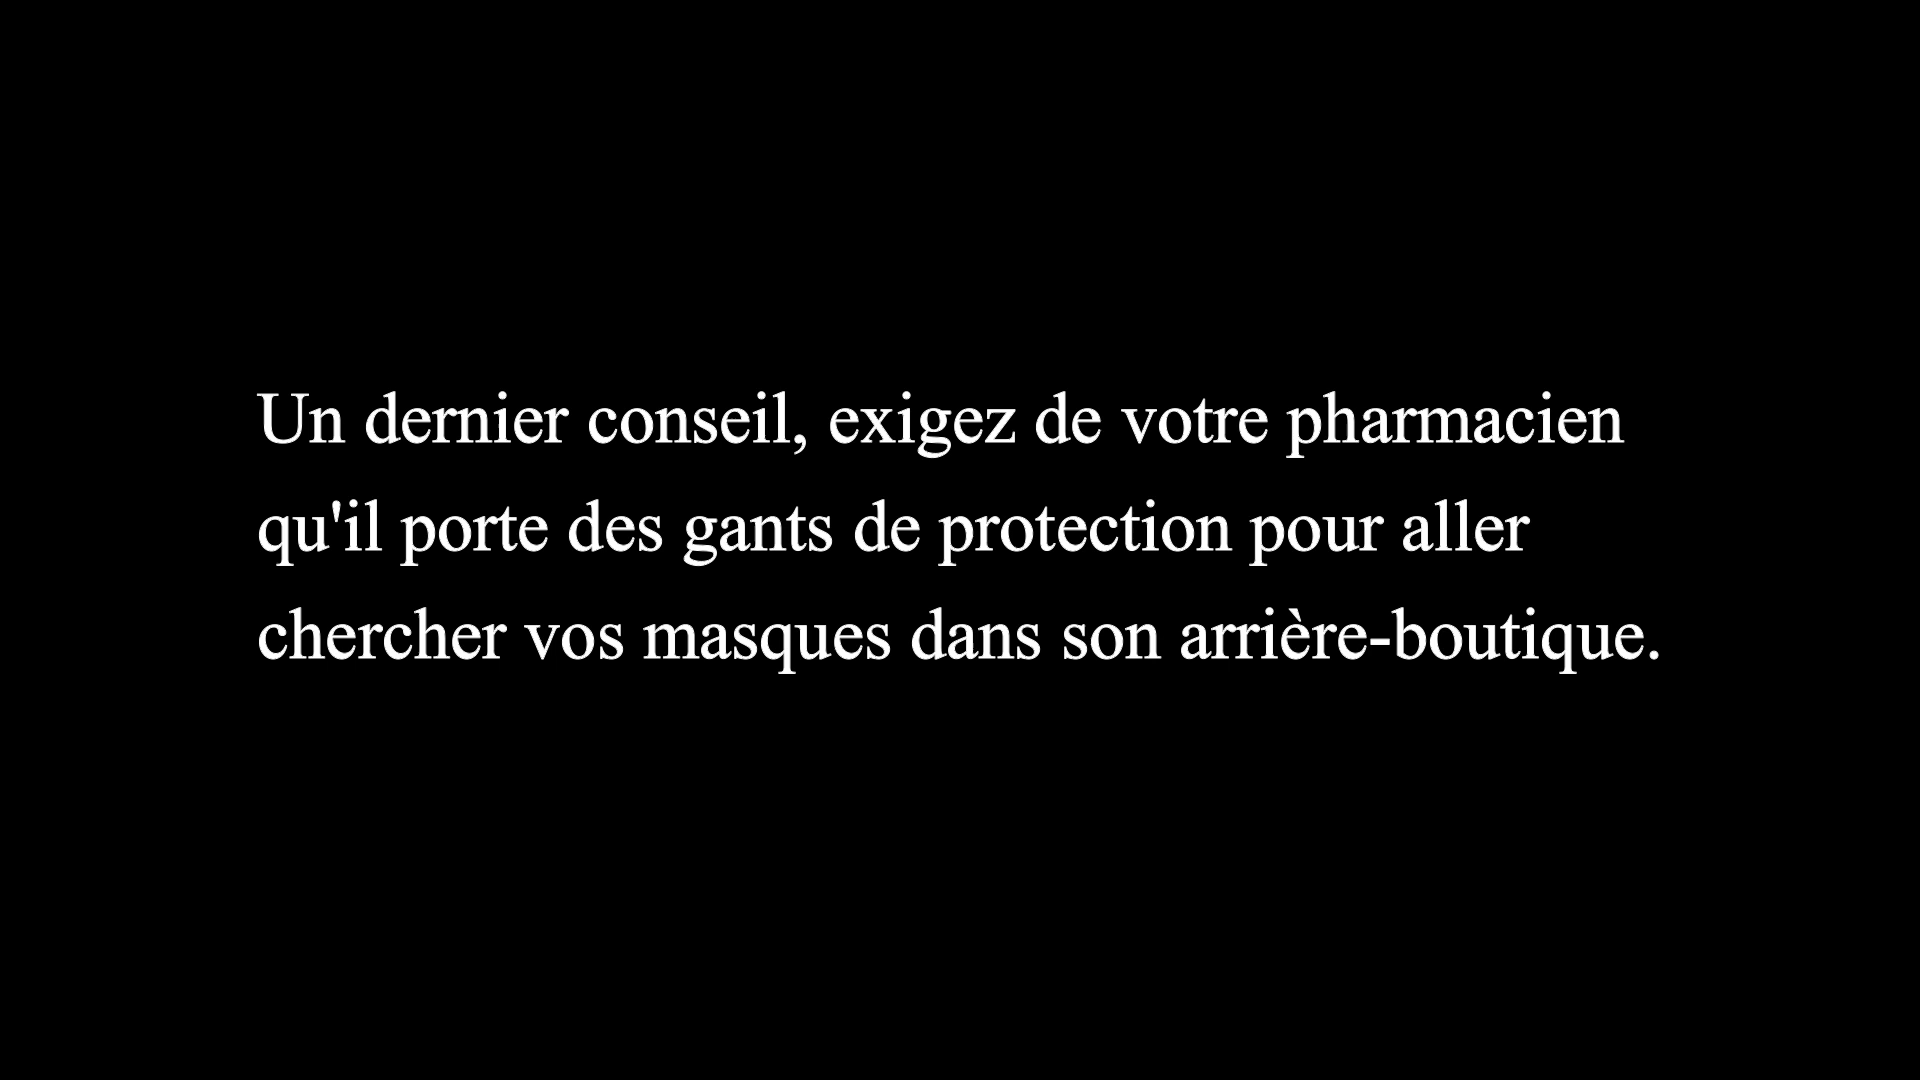 Un dernier conseil, exigez de votre pharmacien
qu'il porte des gants de protection pour aller
chercher vos masques dans son arrière-boutique.